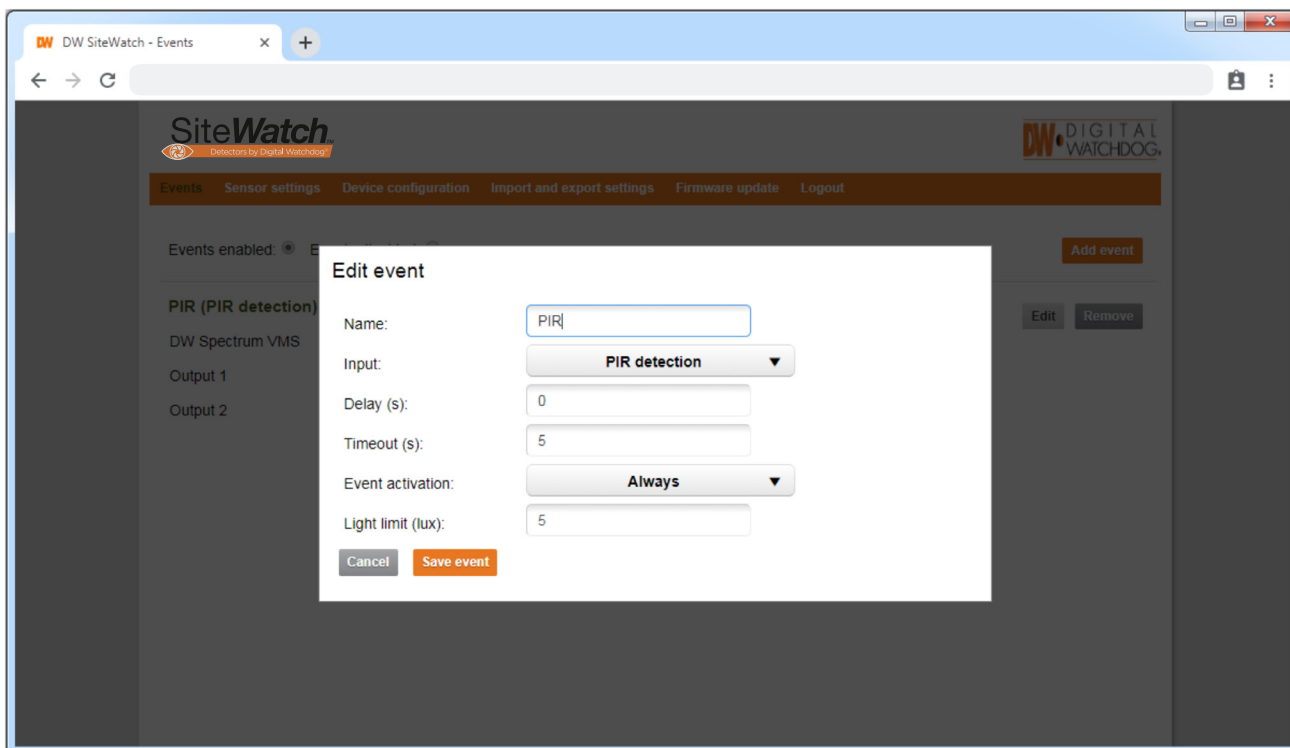 DW DW SiteWatch - Events
SiteWatch™
Detectors by Digital Watchdog®
DW DIGITAL
WATCHDOG®
Events Sensor settings Device configuration Import and export settings Firmware update Logout
Events enabled:
Add event
Edit event
PIR (PIR detection)
Edit Remove
DW Spectrum VMS
Output 1
Output 2
Name: PIR
Input: PIR detection
Delay (s): 0
Timeout (s): 5
Event activation: Always
Light limit (lux): 5
Cancel Save event